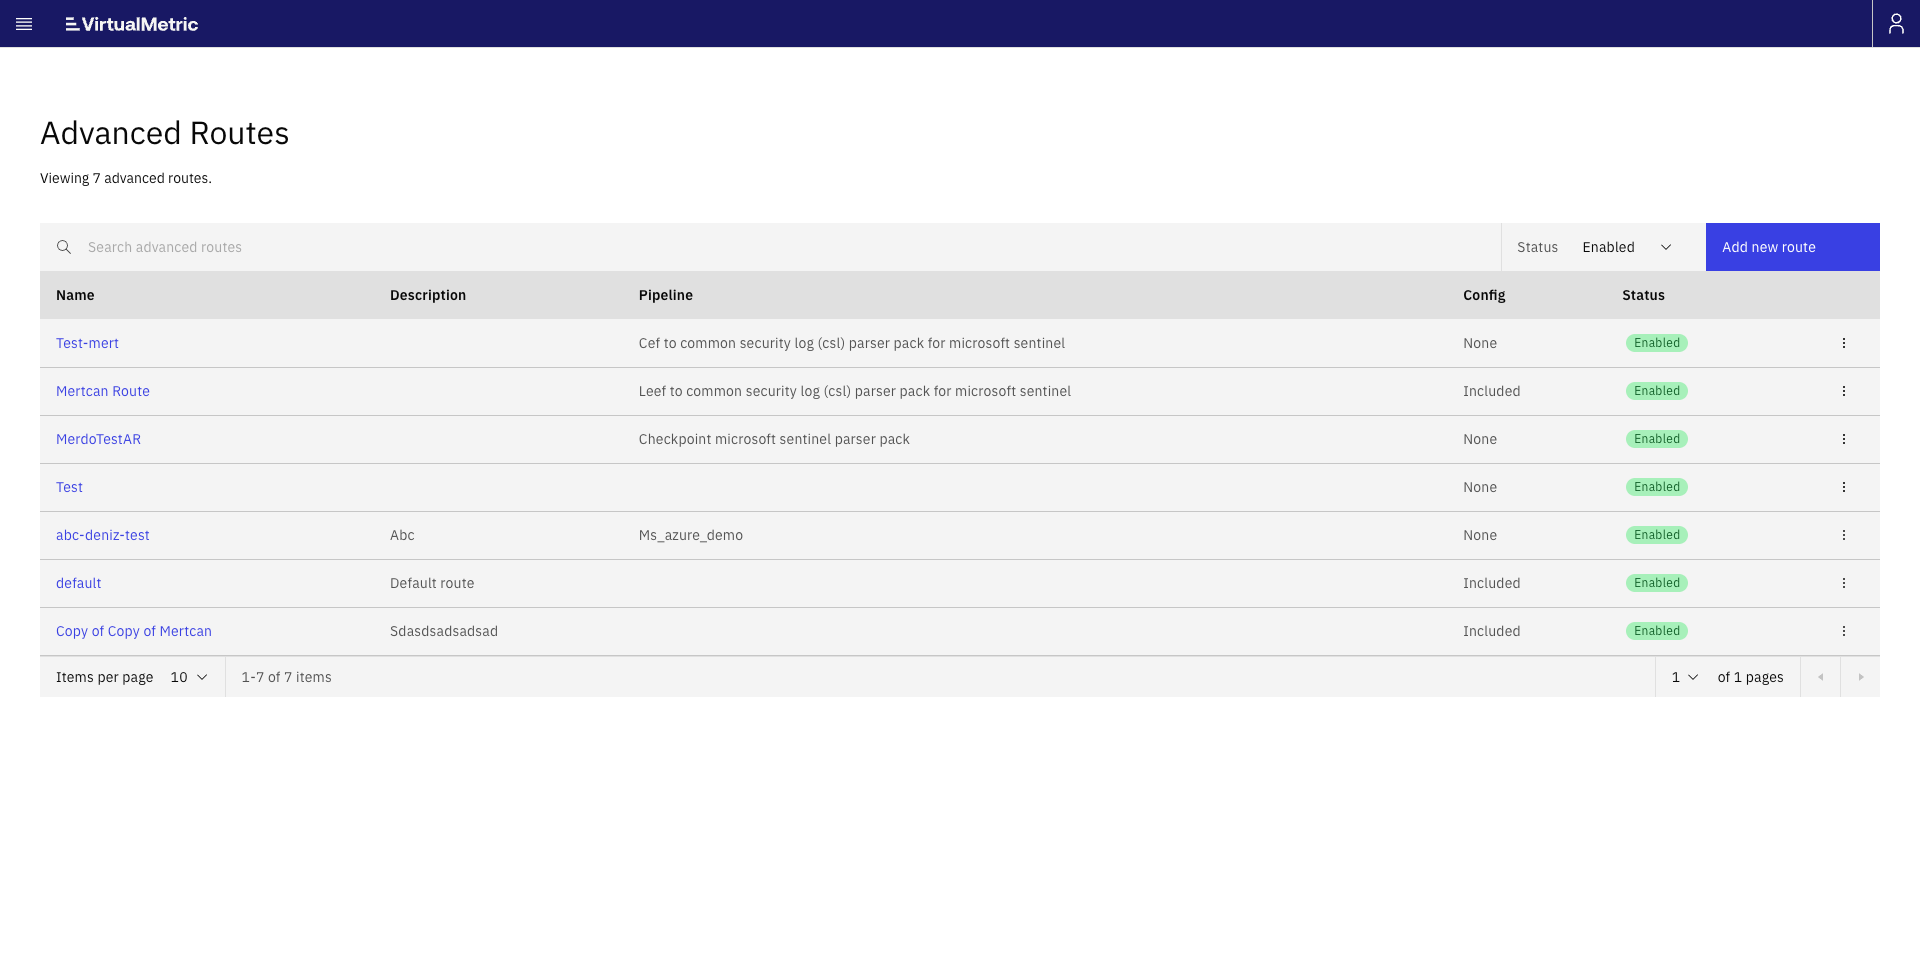 VirtualMetric
Advanced Routes
Viewing 7 advanced routes.
Search advanced routes Status Enabled Add new route
Name Description Pipeline Config Status
Test-mert Cef to common security log (csl) parser pack for microsoft sentinel None Enabled
Mertcan Route Leef to common security log (csl) parser pack for microsoft sentinel Included Enabled
MerdoTestAR Checkpoint microsoft sentinel parser pack None Enabled
Test None Enabled
abc-deniz-test Abc Ms_azure_demo None Enabled
default Default route Included Enabled
Copy of Copy of Mertcan Sdasdsadsadsad Included Enabled
Items per page 10 1-7 of 7 items 1 of 1 pages